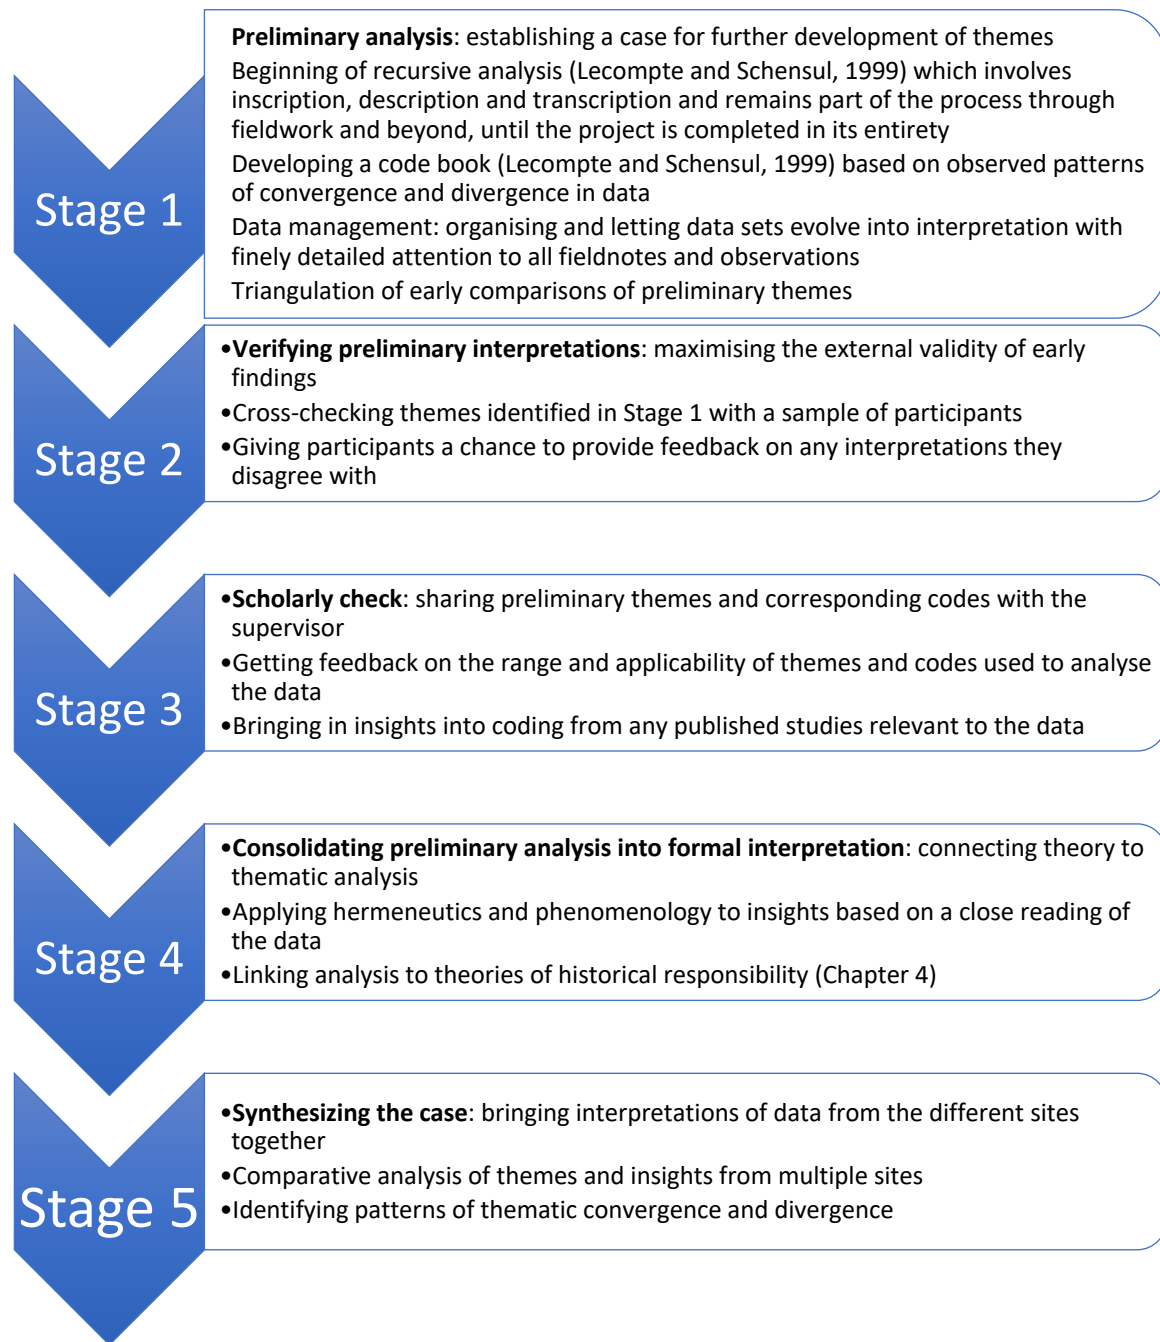 Stage 1
Preliminary analysis: establishing a case for further development of themes
Beginning of recursive analysis (Lecompte and Schensul, 1999) which involves
inscription, description and transcription and remains part of the process through
fieldwork and beyond, until the project is completed in its entirety
Developing a code book (Lecompte and Schensul, 1999) based on observed patterns
of convergence and divergence in data
Data management: organising and letting data sets evolve into interpretation with
finely detailed attention to all fieldnotes and observations
Triangulation of early comparisons of preliminary themes
Stage 2
•Verifying preliminary interpretations: maximising the external validity of early
findings
•Cross-checking themes identified in Stage 1 with a sample of participants
•Giving participants a chance to provide feedback on any interpretations they
disagree with
Stage 3
•Scholarly check: sharing preliminary themes and corresponding codes with the
supervisor
•Getting feedback on the range and applicability of themes and codes used to analyse
the data
•Bringing in insights into coding from any published studies relevant to the data
Stage 4
•Consolidating preliminary analysis into formal interpretation: connecting theory to
thematic analysis
•Applying hermeneutics and phenomenology to insights based on a close reading of
the data
•Linking analysis to theories of historical responsibility (Chapter 4)
Stage 5
•Synthesizing the case: bringing interpretations of data from the different sites
together
•Comparative analysis of themes and insights from multiple sites
•Identifying patterns of thematic convergence and divergence